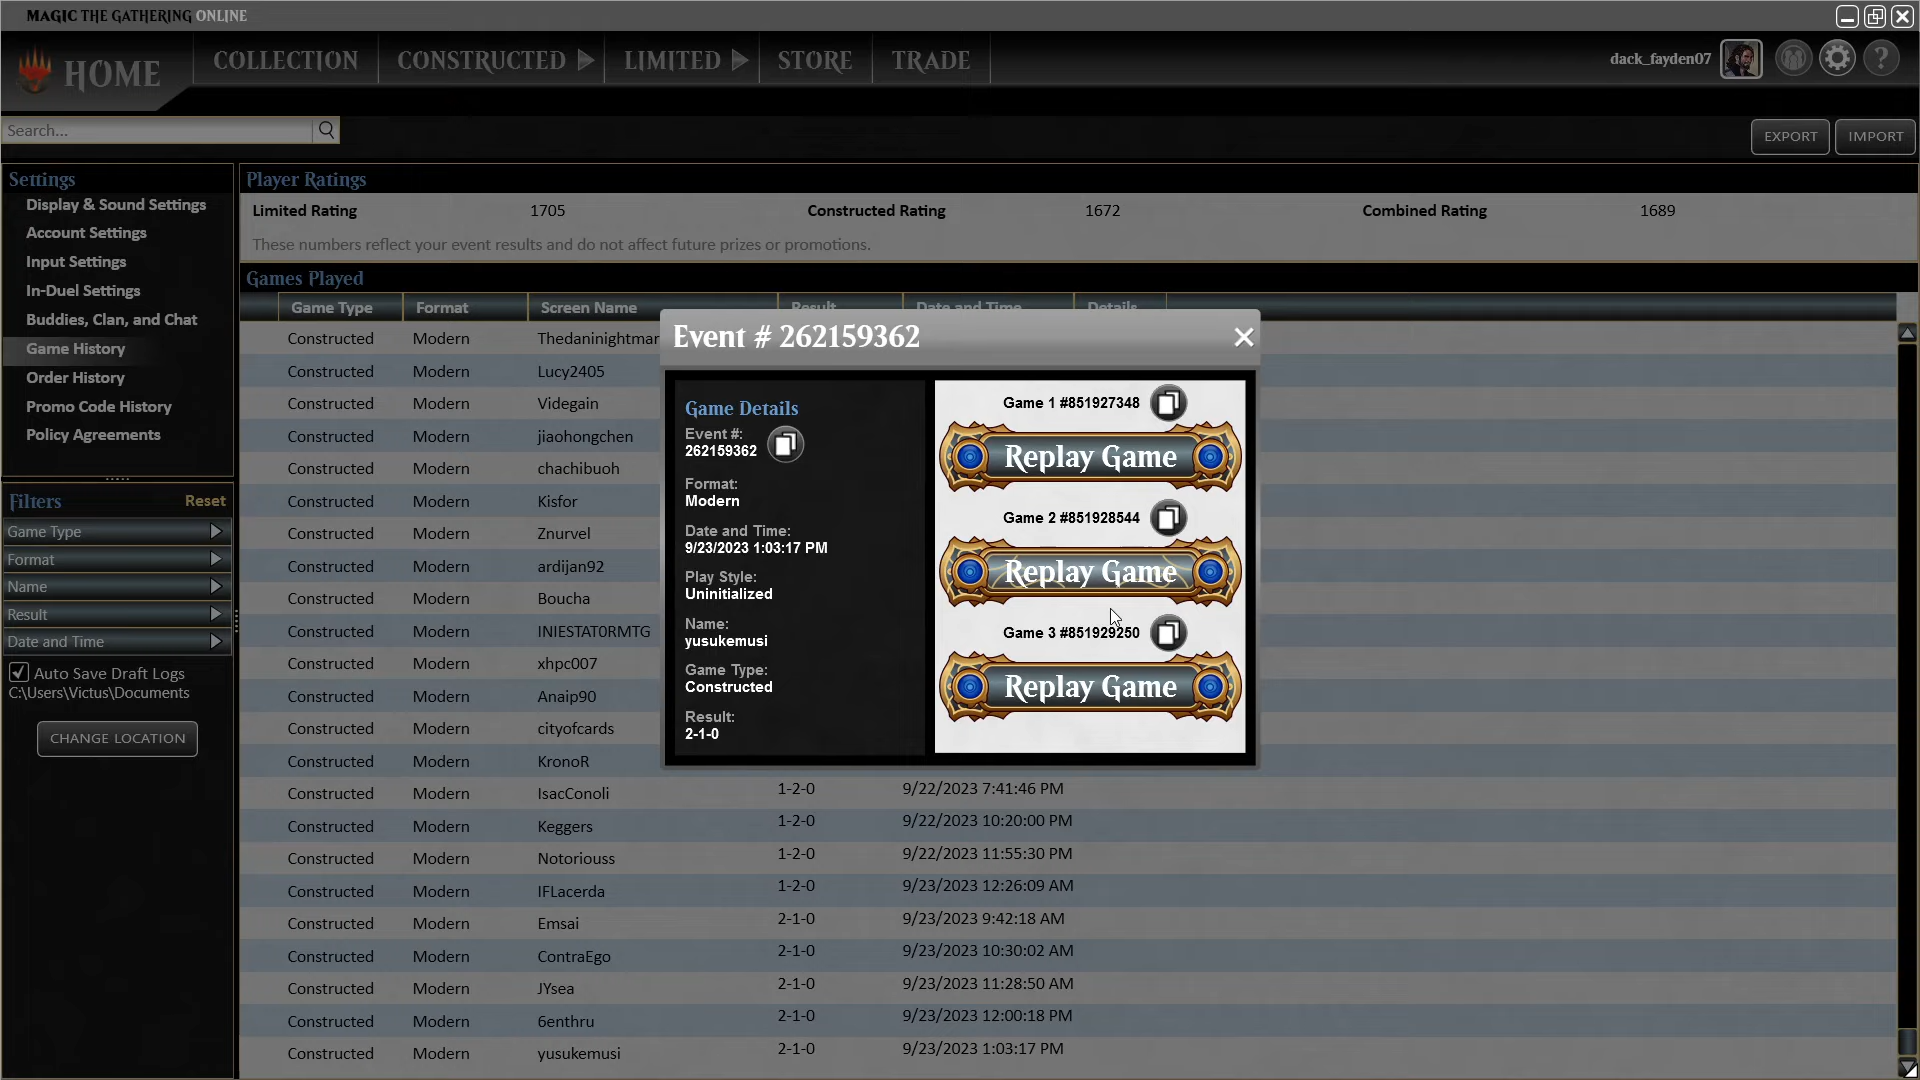 MAGIC THE GATHERING ONLINE
HOME
COLLECTION
CONSTRUCTED
LIMITED
STORE
TRADE
dack_fayden07
?
Search...
EXPORT
IMPORT
Settings
Display & Sound Settings
Account Settings
Input Settings
In-Duel Settings
Buddies, Clan, and Chat
Game History
Order History
Promo Code History
Policy Agreements
Filters Reset
Game Type
Format
Name
Result
Date and Time
Auto Save Draft Logs
C:\Users\Victus\Documents
CHANGE LOCATION
Player Ratings
Limited Rating 1705 Constructed Rating 1672 Combined Rating 1689
These numbers reflect your event results and do not affect future prizes or promotions.
Games Played
Game Type Format Screen Name Result Date and Time Details
Constructed Modern Thedaninightmar
Constructed Modern Lucy2405
Constructed Modern Videgain
Constructed Modern jiaohongchen
Constructed Modern chachibuoh
Constructed Modern Kisfor
Constructed Modern Znurvel
Constructed Modern ardijan92
Constructed Modern Boucha
Constructed Modern INIESTAT0RMTG
Constructed Modern xhpc007
Constructed Modern Anaip90
Constructed Modern cityofcards
Constructed Modern KronoR
Constructed Modern IsacConoli 1-2-0 9/22/2023 7:41:46 PM
Constructed Modern Keggers 1-2-0 9/22/2023 10:20:00 PM
Constructed Modern Notoriouss 1-2-0 9/22/2023 11:55:30 PM
Constructed Modern IFLacerda 1-2-0 9/23/2023 12:26:09 AM
Constructed Modern Emsai 2-1-0 9/23/2023 9:42:18 AM
Constructed Modern ContraEgo 2-1-0 9/23/2023 10:30:02 AM
Constructed Modern JYsea 2-1-0 9/23/2023 11:28:50 AM
Constructed Modern 6enthru 2-1-0 9/23/2023 12:00:18 PM
Constructed Modern yusukemusi 2-1-0 9/23/2023 1:03:17 PM
Event # 262159362
Game Details
Event #:
262159362
Format:
Modern
Date and Time:
9/23/2023 1:03:17 PM
Play Style:
Uninitialized
Name:
yusukemusi
Game Type:
Constructed
Result:
2-1-0
Game 1 #851927348
Replay Game
Game 2 #851928544
Replay Game
Game 3 #851929250
Replay Game